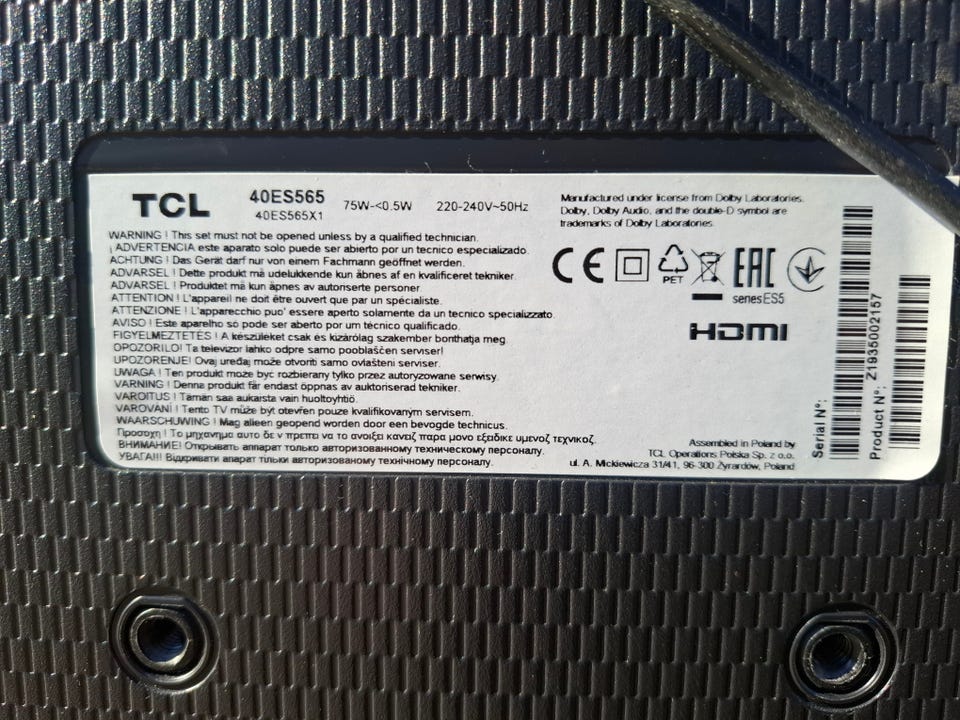 TCL
40ES565
40ES565X1
75W-<0.5W
220-240V~50Hz
Manufactured under license from Dolby Laboratories.
Dolby, Dolby Audio, and the double-D symbol are
trademarks of Dolby Laboratories.
WARNING ! This set must not be opened unless by a qualified technician.
¡ ADVERTENCIA este aparato solo puede ser abierto por un tecnico especializado.
ACHTUNG ! Das Gerät darf nur von einem Fachmann geöffnet werden.
ADVARSEL ! Dette produkt må udelukkende kun åbnes af en kvalificeret tekniker.
ADVARSEL ! Produktet må kun åpnes av autoriserte personer.
ATTENTION ! L'appareil ne doit être ouvert que par un spécialiste.
ATTENZIONE ! L'apparecchio puo' essere aperto solamente da un tecnico specializzato.
AVISO ! Este aparelho só pode ser aberto por um técnico qualificado.
FIGYELMEZTETÉS ! A készüleket csak és kizárólag szakember bonthatja meg.
OPOZORILO! Ta televizor lahko odpre samo pooblaščen serviser!
UPOZORENJE! Ovaj uređaj može otvoriti samo ovlašteni serviser.
UWAGA ! Ten produkt może być rozbierany tylko przez autoryzowane serwisy.
VARNING ! Denna produkt får endast öppnas av auktoriserad tekniker.
VAROITUS ! Tämän saa aukarsta vain huoltoyhtiö.
VAROVANÍ ! Tento TV může být otevřen pouze kvalifikovaným servisem.
WAARSCHUWING ! Mag alleen geopend worden door een bevogde technicus.
Προσοχη ! Το μηχανημα αυτο δεν πρεπει να το ανοιξει κανειζ παρα μονο εξαδικε υμενοζ τεχνικοζ.
ВНИМАНИЕ! Открывать аппарат только авторизованному техническому персоналу.
УВАГА!!! Відкривати апарат тільки авторизованому технічному персоналу.
CE
PET
EAC
series ES5
HDMI
Assembled in Poland by
TCL Operations Polska Sp. z o.o.
ul. A. Mickiewicza 31/41, 96-300 Żyrardów, Poland
Serial Nº:
Product Nº: Z1935002157